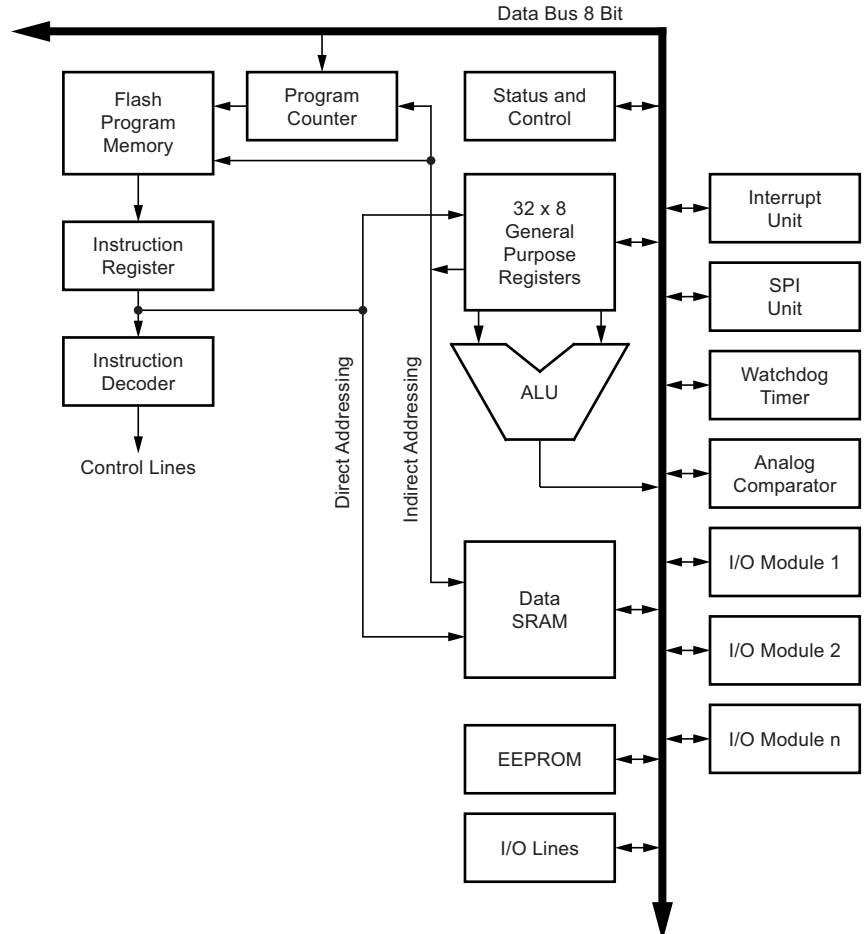 Data Bus 8 Bit
Flash
Program
Memory
Program
Counter
Status and
Control
32 x 8
General
Purpose
Registers
Interrupt
Unit
Instruction
Register
SPI
Unit
Instruction
Decoder
ALU
Watchdog
Timer
Control Lines
Direct Addressing
Indirect Addressing
Analog
Comparator
Data
SRAM
I/O Module 1
I/O Module 2
I/O Module n
EEPROM
I/O Lines